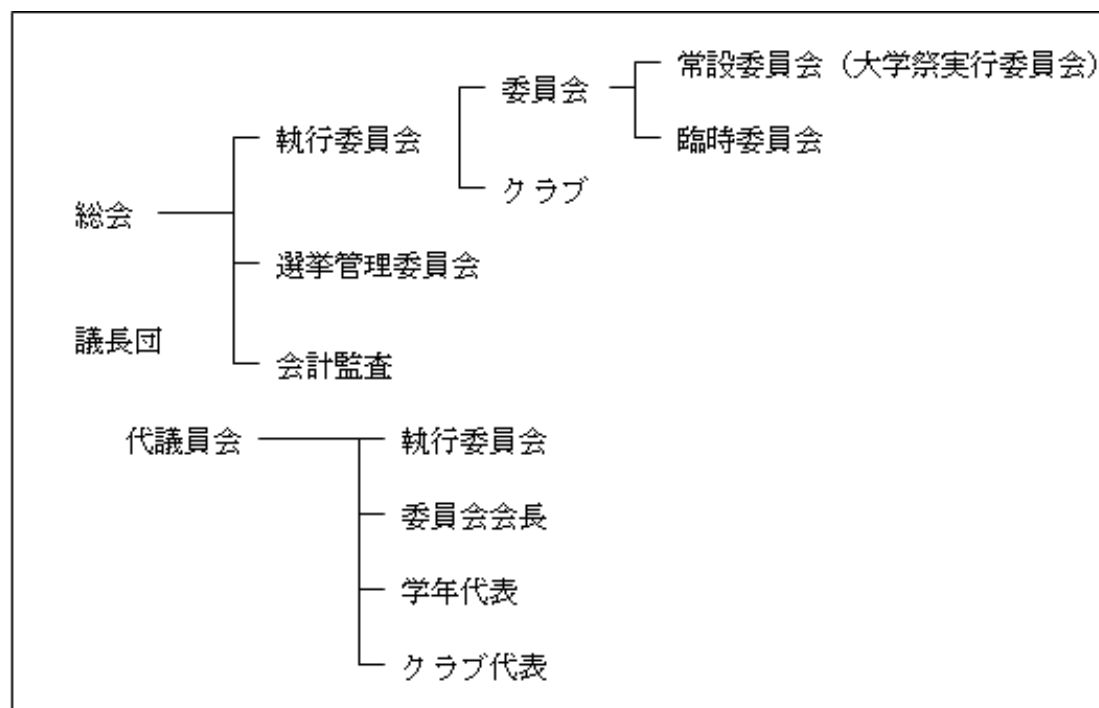 常設委員会（大学祭実行委員会）
委員会
執行委員会
臨時委員会
クラブ
総会
選挙管理委員会
議長団
会計監査
代議員会
執行委員会
委員会会長
学年代表
クラブ代表